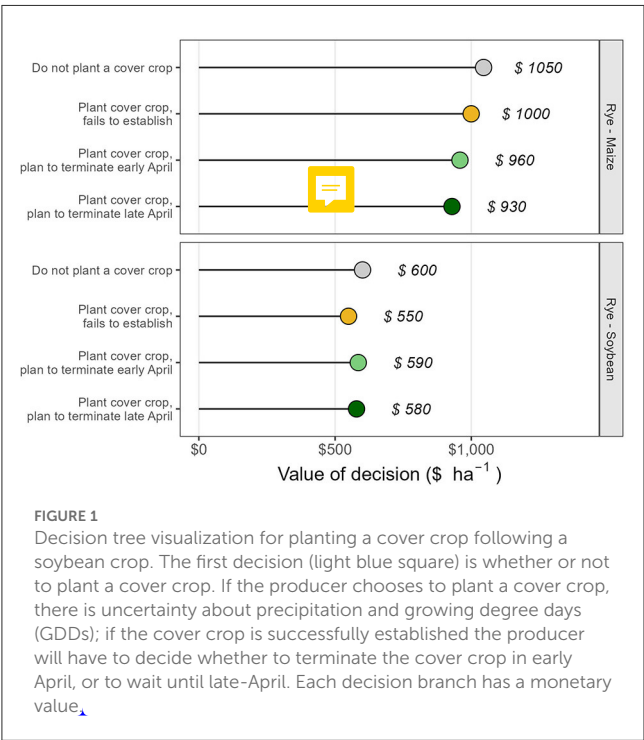 Do not plant a cover crop
$ 1050
Plant cover crop,
fails to establish
$ 1000
Plant cover crop,
plan to terminate early April
$ 960
Plant cover crop,
plan to terminate late April
$ 930
Rye - Maize
Do not plant a cover crop
$ 600
Plant cover crop,
fails to establish
$ 550
Plant cover crop,
plan to terminate early April
$ 590
Plant cover crop,
plan to terminate late April
$ 580
Rye - Soybean
$0 $500 $1,000
Value of decision ($ ha⁻¹ )
FIGURE 1
Decision tree visualization for planting a cover crop following a
soybean crop. The first decision (light blue square) is whether or not
to plant a cover crop. If the producer chooses to plant a cover crop,
there is uncertainty about precipitation and growing degree days
(GDDs); if the cover crop is successfully established the producer
will have to decide whether to terminate the cover crop in early
April, or to wait until late-April. Each decision branch has a monetary
value.